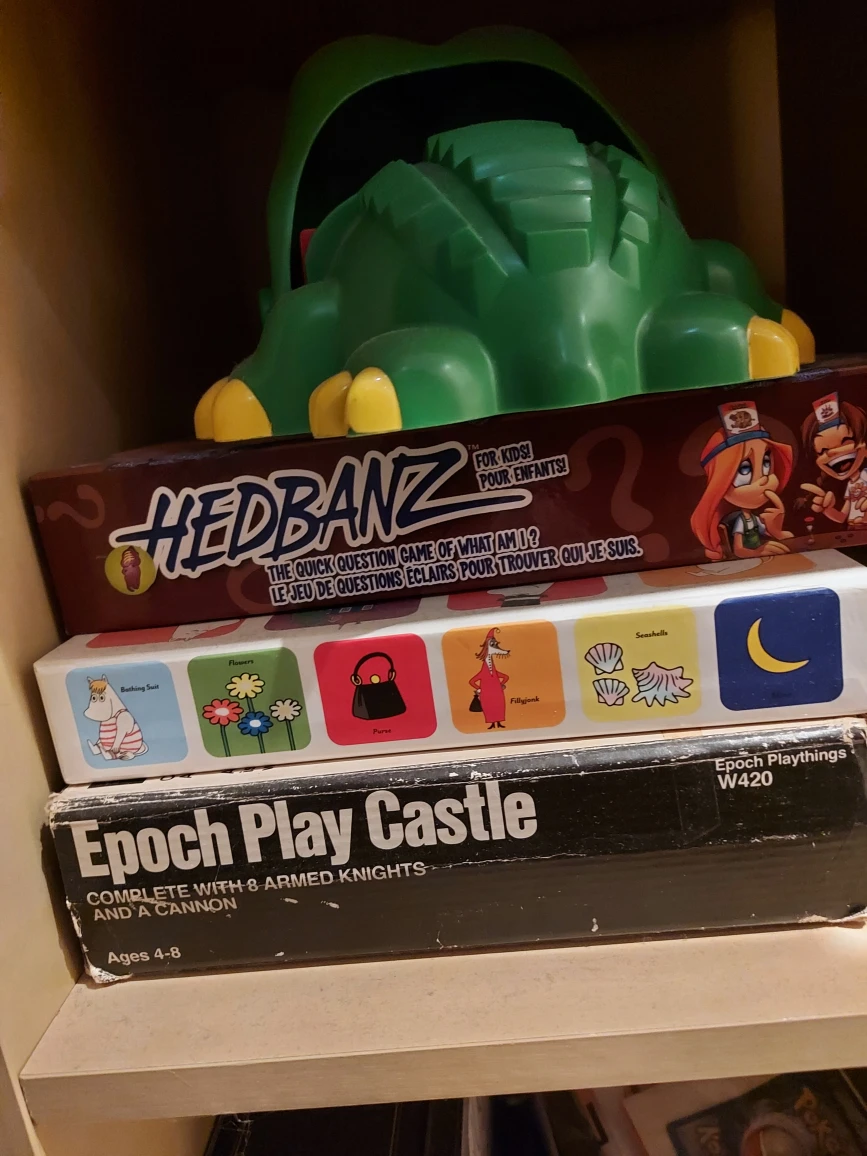 HEDBANZ™
FOR KIDS!
POUR ENFANTS!
THE QUICK QUESTION GAME OF WHAT AM I?
LE JEU DE QUESTIONS ÉCLAIRS POUR TROUVER QUI JE SUIS.
Bathing Suit
Flowers
Purse
Fillyjonk
Seashells
Moon
Epoch Play Castle
COMPLETE WITH 8 ARMED KNIGHTS
AND A CANNON
Ages 4-8
Epoch Playthings
W420